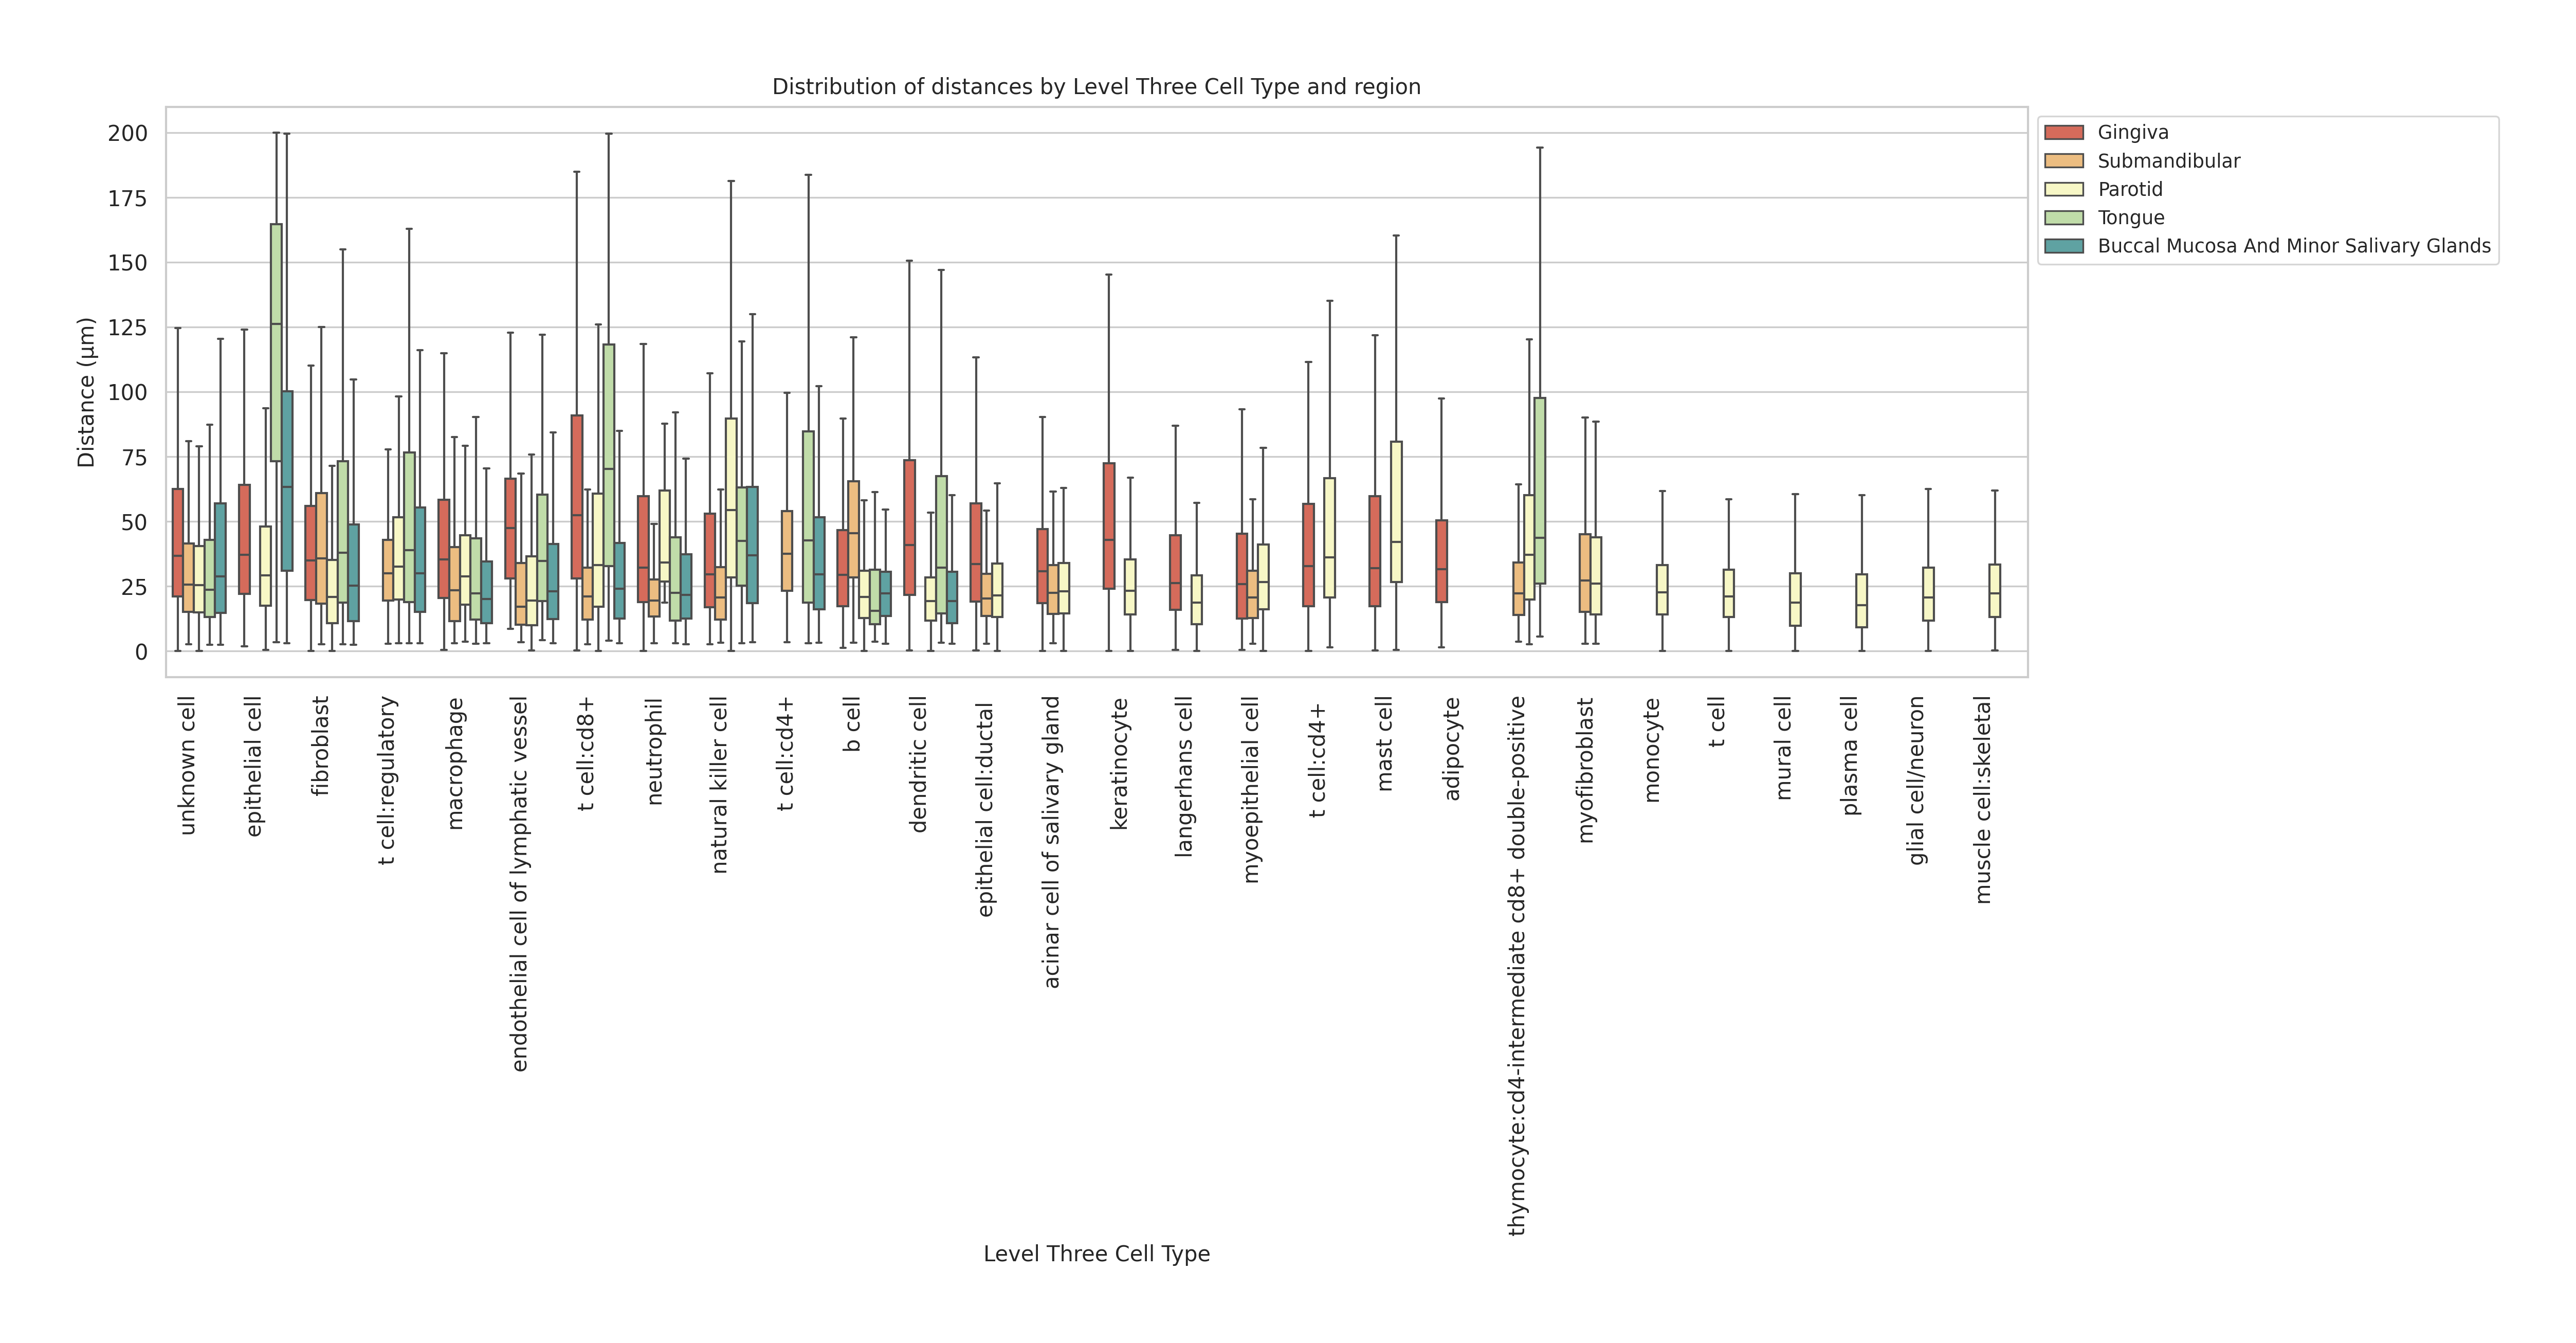 Distribution of distances by Level Three Cell Type and region
Distance (µm)
200
175
150
125
100
75
50
25
0
Gingiva
Submandibular
Parotid
Tongue
Buccal Mucosa And Minor Salivary Glands
unknown cell
epithelial cell
fibroblast
t cell:regulatory
macrophage
endothelial cell of lymphatic vessel
t cell:cd8+
neutrophil
natural killer cell
t cell:cd4+
b cell
dendritic cell
epithelial cell:ductal
acinar cell of salivary gland
keratinocyte
langerhans cell
myoepithelial cell
t cell:cd4+
mast cell
adipocyte
thymocyte:cd4-intermediate cd8+ double-positive
myofibroblast
monocyte
t cell
mural cell
plasma cell
glial cell/neuron
muscle cell:skeletal
Level Three Cell Type